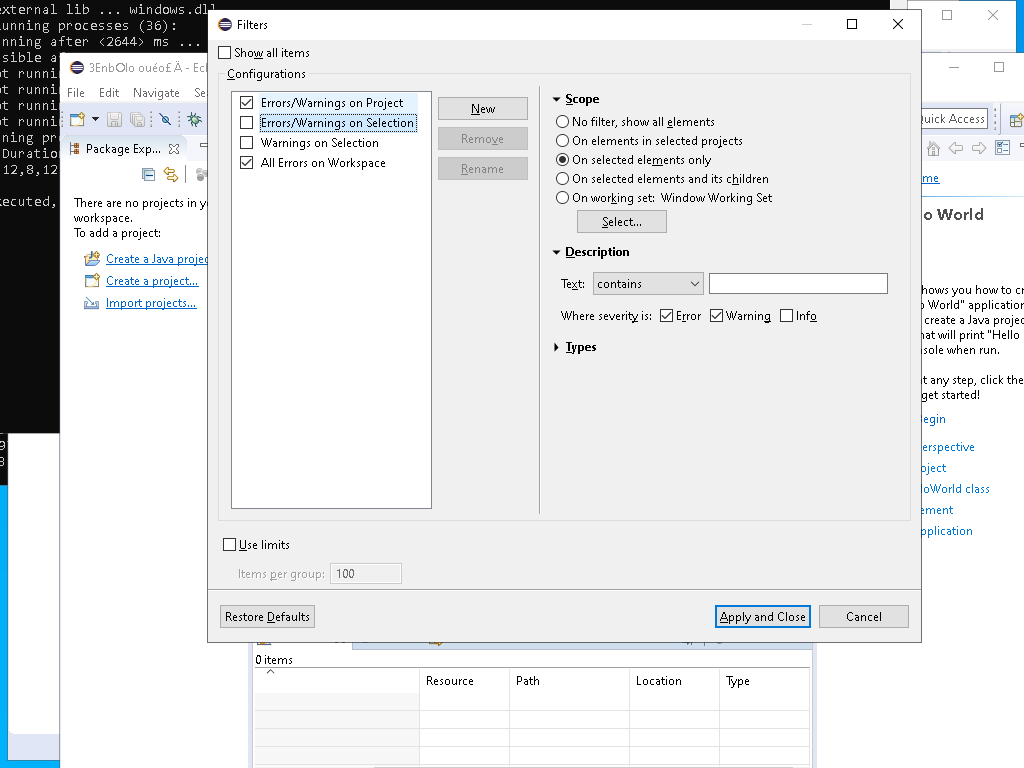 external lib ... windows.dll
unning processes (36):
nning after <2644> ms ...
sible a
ot runni
ot runni
ot runni
ot runni
ning pr
Duration
12,8,12
xecuted,
3EnbOlo ouéo£ Ä - Ecl
File Edit Navigate Se
Package Exp...
There are no projects in y
workspace.
To add a project:
Create a Java projec
Create a project...
Import projects...
Filters
Show all items
Configurations
Errors/Warnings on Project
Errors/Warnings on Selection
Warnings on Selection
All Errors on Workspace
New
Remove
Rename
Scope
No filter, show all elements
On elements in selected projects
On selected elements only
On selected elements and its children
On working set: Window Working Set
Select...
Description
Text: contains
Where severity is: Error Warning Info
Types
Use limits
Items per group: 100
Restore Defaults
Apply and Close
Cancel
0 items
Resource Path Location Type
Quick Access
me
o World
hows you how to cr
o World" application
create a Java projec
hat will print "Hello
sole when run.
t any step, click the
get started!
egin
erspective
oject
loWorld class
ement
pplication